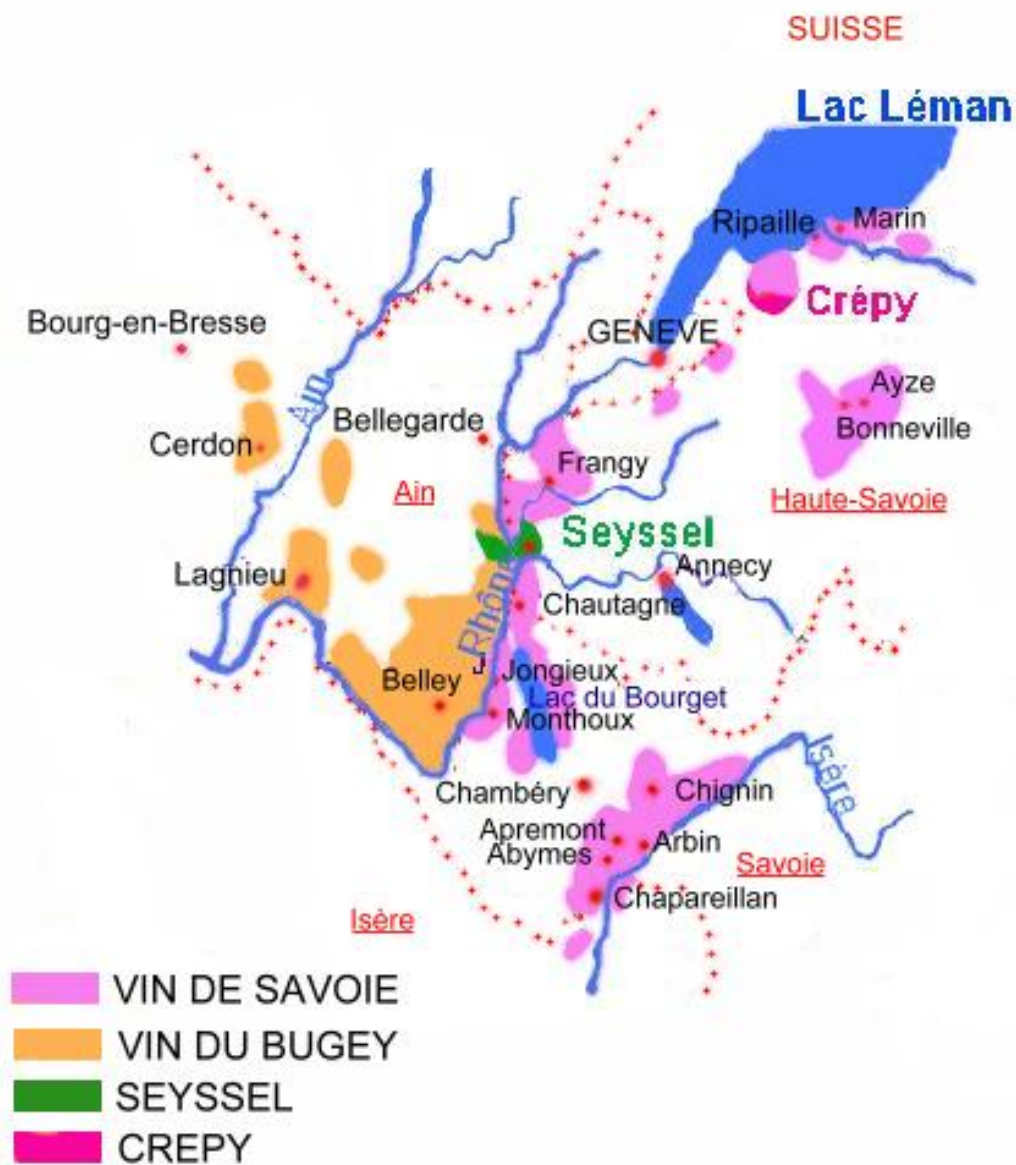 SUISSE
Lac Léman
Ripaille
Marin
Crépy
Bourg-en-Bresse
GENEVE
Ain
Ayze
Bellegarde
Bonneville
Cerdon
Frangy
Ain
Haute-Savoie
Seyssel
Annecy
Lagnieu
Chautagne
Rhône
Jongieux
Belley
Lac du Bourget
Monthoux
Isère
Chambéry
Chignin
Apremont
Arbin
Abymes
Savoie
Chapareillan
Isère
VIN DE SAVOIE
VIN DU BUGEY
SEYSSEL
CREPY